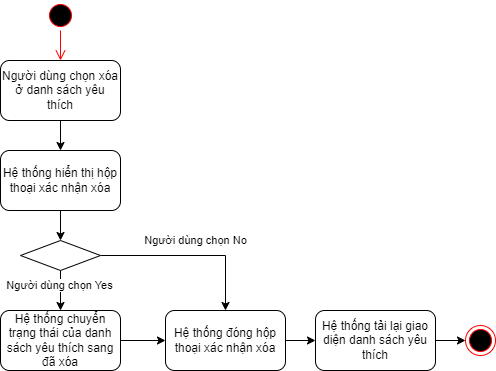 Người dùng chọn xóa
ở danh sách yêu
thích
Hệ thống hiển thị hộp
thoại xác nhận xóa
Người dùng chọn No
Người dùng chọn Yes
Hệ thống chuyển
trạng thái của danh
sách yêu thích sang
đã xóa
Hệ thống đóng hộp
thoại xác nhận xóa
Hệ thống tải lại giao
diện danh sách yêu
thích